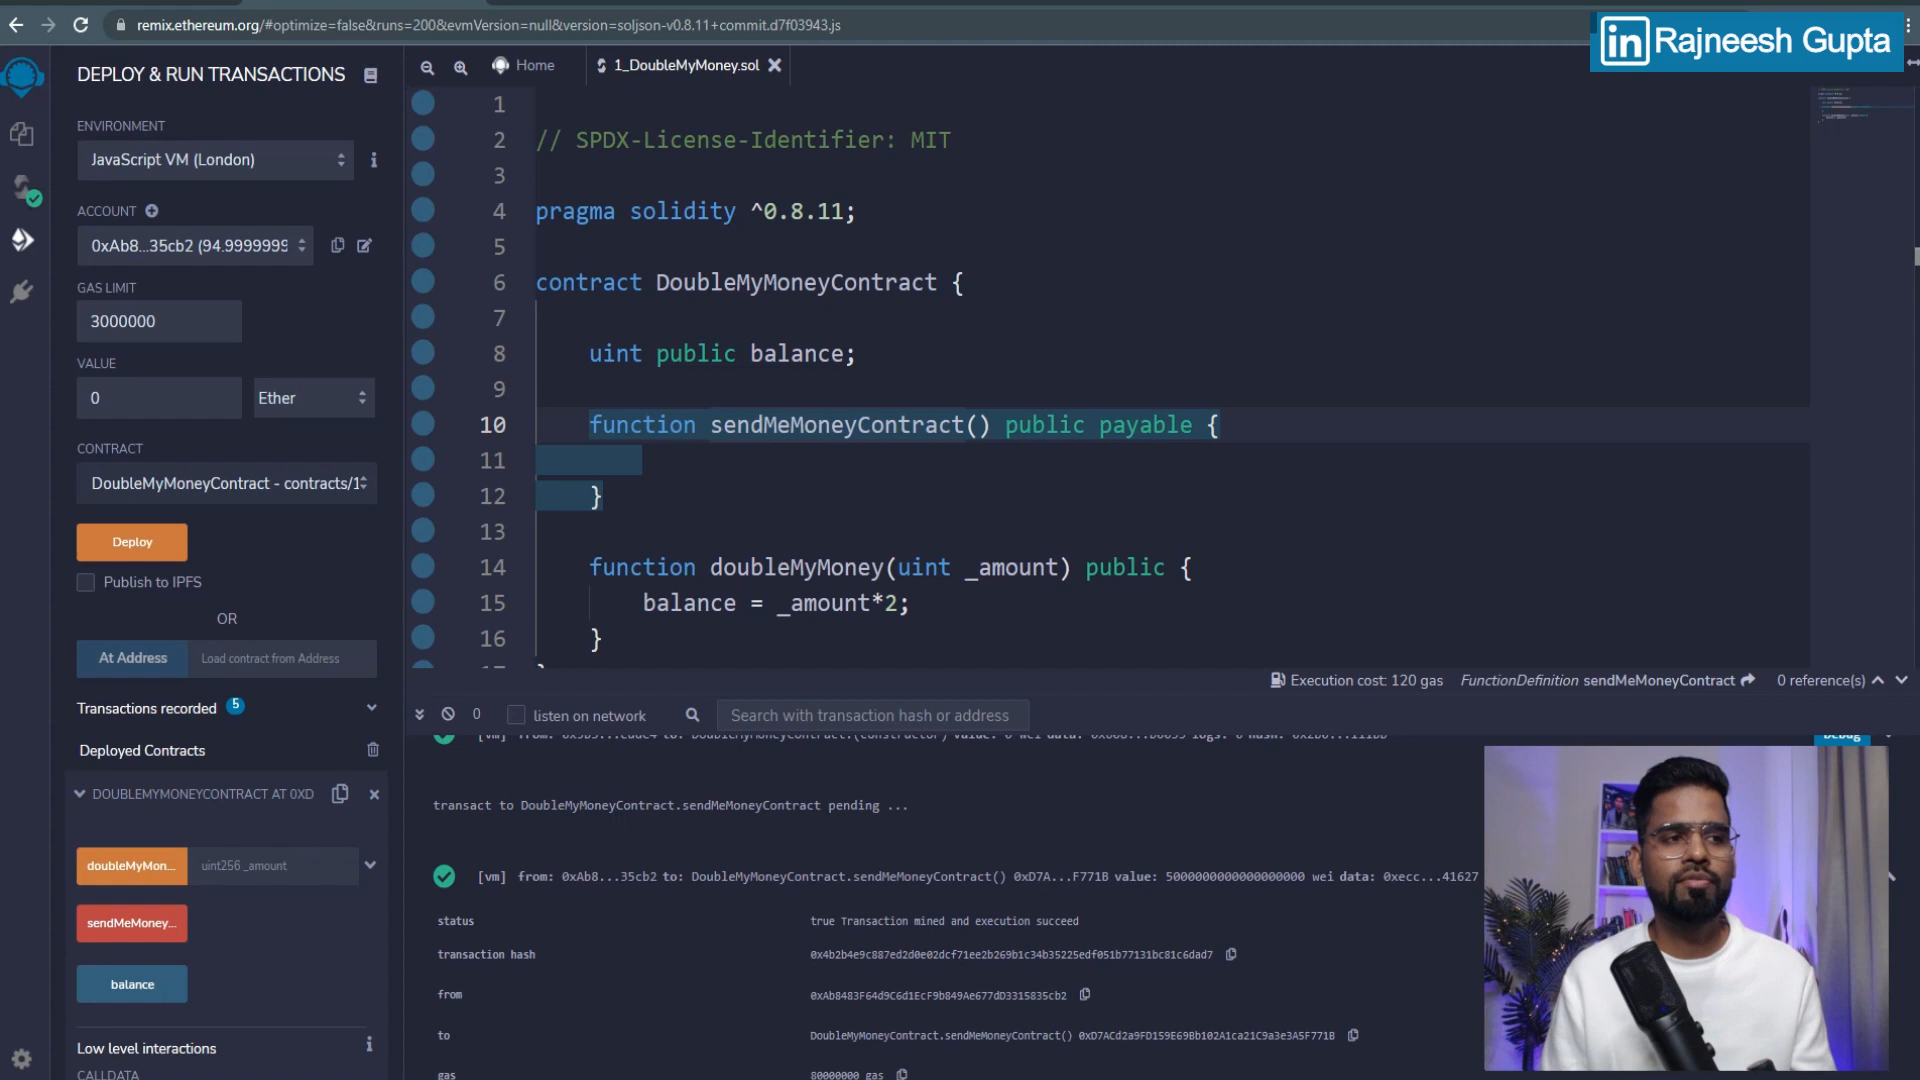 remix.ethereum.org/#optimize=false&runs=200&evmVersion=null&version=soljson-v0.8.11+commit.d7f03943.js
in Rajneesh Gupta
DEPLOY & RUN TRANSACTIONS
ENVIRONMENT
JavaScript VM (London)
ACCOUNT
0xAb8...35cb2 (94.9999999
GAS LIMIT
3000000
VALUE
0
Ether
CONTRACT
DoubleMyMoneyContract - contracts/1
Deploy
Publish to IPFS
OR
At Address
Load contract from Address
Transactions recorded 5
Deployed Contracts
DOUBLEMYMONEYCONTRACT AT 0XD
doubleMyMon...
uint256 _amount
sendMeMoney...
balance
Low level interactions
CALLDATA
Home
1_DoubleMyMoney.sol
1
2 // SPDX-License-Identifier: MIT
3
4 pragma solidity ^0.8.11;
5
6 contract DoubleMyMoneyContract {
7
8 uint public balance;
9
10 function sendMeMoneyContract() public payable {
11
12 }
13
14 function doubleMyMoney(uint _amount) public {
15 balance = _amount*2;
16 }
Execution cost: 120 gas FunctionDefinition sendMeMoneyContract 0 reference(s)
0 listen on network
Search with transaction hash or address
Debug
transact to DoubleMyMoneyContract.sendMeMoneyContract pending ...
[vm] from: 0xAb8...35cb2 to: DoubleMyMoneyContract.sendMeMoneyContract() 0xD7A...F771B value: 5000000000000000000 wei data: 0xecc...41627
status true Transaction mined and execution succeed
transaction hash 0x4b2b4e9c887ed2d0e02dcf71ee2b269b1c34b35225edf051b77131bc81c6dad7
from 0xAb8483F64d9C6d1EcF9b849Ae677dD3315835cb2
to DoubleMyMoneyContract.sendMeMoneyContract() 0xD7ACd2a9FD159E69Bb102A1ca21C9a3e3A5F771B
gas 80000000 gas